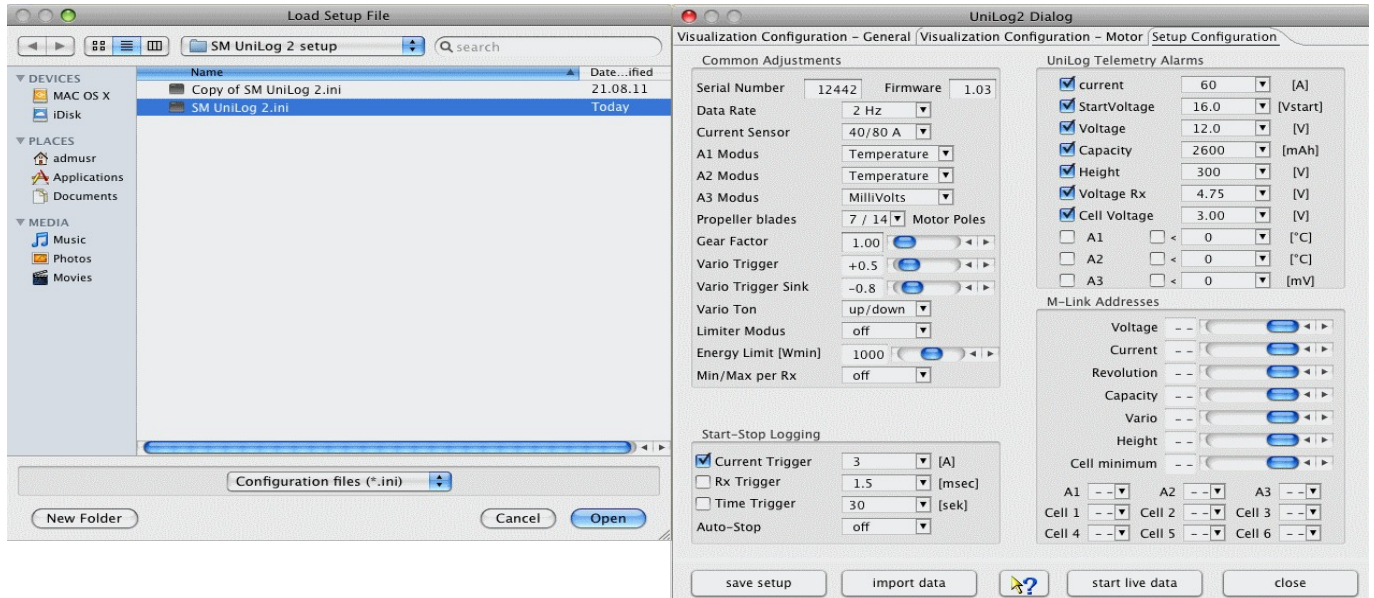 Load Setup File
SM UniLog 2 setup
search
DEVICES
MAC OS X
iDisk
PLACES
admusr
Applications
Documents
MEDIA
Music
Photos
Movies
Name Date...ified
Copy of SM UniLog 2.ini 21.08.11
SM UniLog 2.ini Today
Configuration files (*.ini)
New Folder Cancel Open
UniLog2 Dialog
Visualization Configuration – General Visualization Configuration – Motor Setup Configuration
Common Adjustments
Serial Number 12442 Firmware 1.03
Data Rate 2 Hz
Current Sensor 40/80 A
A1 Modus Temperature
A2 Modus Temperature
A3 Modus MilliVolts
Propeller blades 7 / 14 Motor Poles
Gear Factor 1.00
Vario Trigger +0.5
Vario Trigger Sink -0.8
Vario Ton up/down
Limiter Modus off
Energy Limit [Wmin] 1000
Min/Max per Rx off
Start–Stop Logging
Current Trigger 3 [A]
Rx Trigger 1.5 [msec]
Time Trigger 30 [sek]
Auto-Stop off
UniLog Telemetry Alarms
current 60 [A]
StartVoltage 16.0 [Vstart]
Voltage 12.0 [V]
Capacity 2600 [mAh]
Height 300 [V]
Voltage Rx 4.75 [V]
Cell Voltage 3.00 [V]
A1 < 0 [°C]
A2 < 0 [°C]
A3 < 0 [mV]
M-Link Addresses
Voltage - -
Current - -
Revolution - -
Capacity - -
Vario - -
Height - -
Cell minimum - -
A1 - - A2 - - A3 - -
Cell 1 - - Cell 2 - - Cell 3 - -
Cell 4 - - Cell 5 - - Cell 6 - -
save setup import data ? start live data close